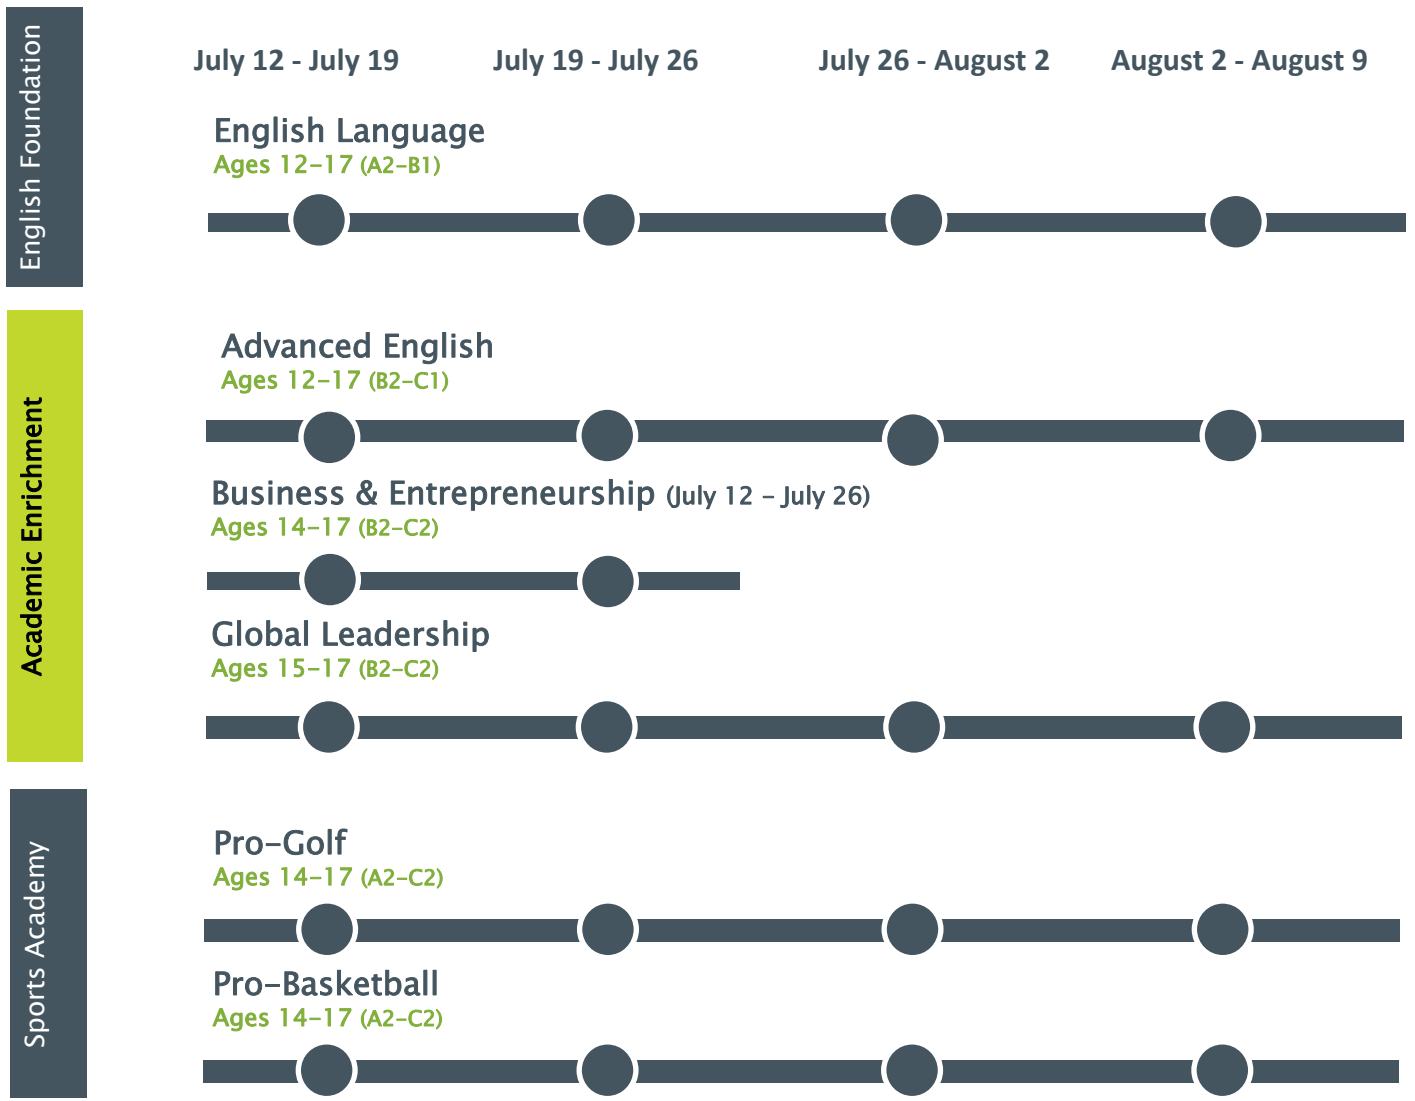 English Foundation
July 12 - July 19
July 19 - July 26
July 26 - August 2
August 2 - August 9
English Language
Ages 12-17 (A2-B1)
Academic Enrichment
Advanced English
Ages 12-17 (B2-C1)
Business & Entrepreneurship (July 12 - July 26)
Ages 14-17 (B2-C2)
Global Leadership
Ages 15-17 (B2-C2)
Sports Academy
Pro-Golf
Ages 14-17 (A2-C2)
Pro-Basketball
Ages 14-17 (A2-C2)